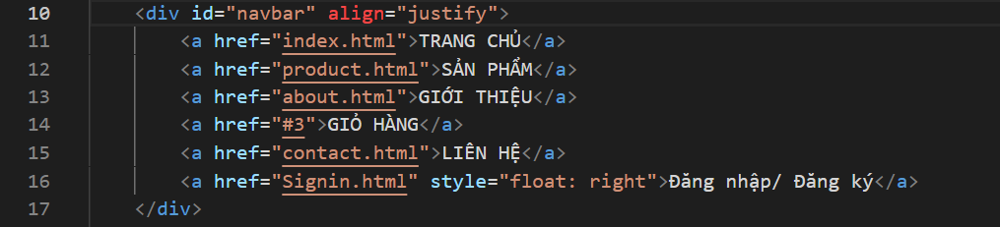 10 <div id="navbar" align="justify">
11 <a href="index.html">TRANG CHỦ</a>
12 <a href="product.html">SẢN PHẨM</a>
13 <a href="about.html">GIỚI THIỆU</a>
14 <a href="#3">GIỎ HÀNG</a>
15 <a href="contact.html">LIÊN HỆ</a>
16 <a href="Signin.html" style="float: right">Đăng nhập/ Đăng ký</a>
17 </div>